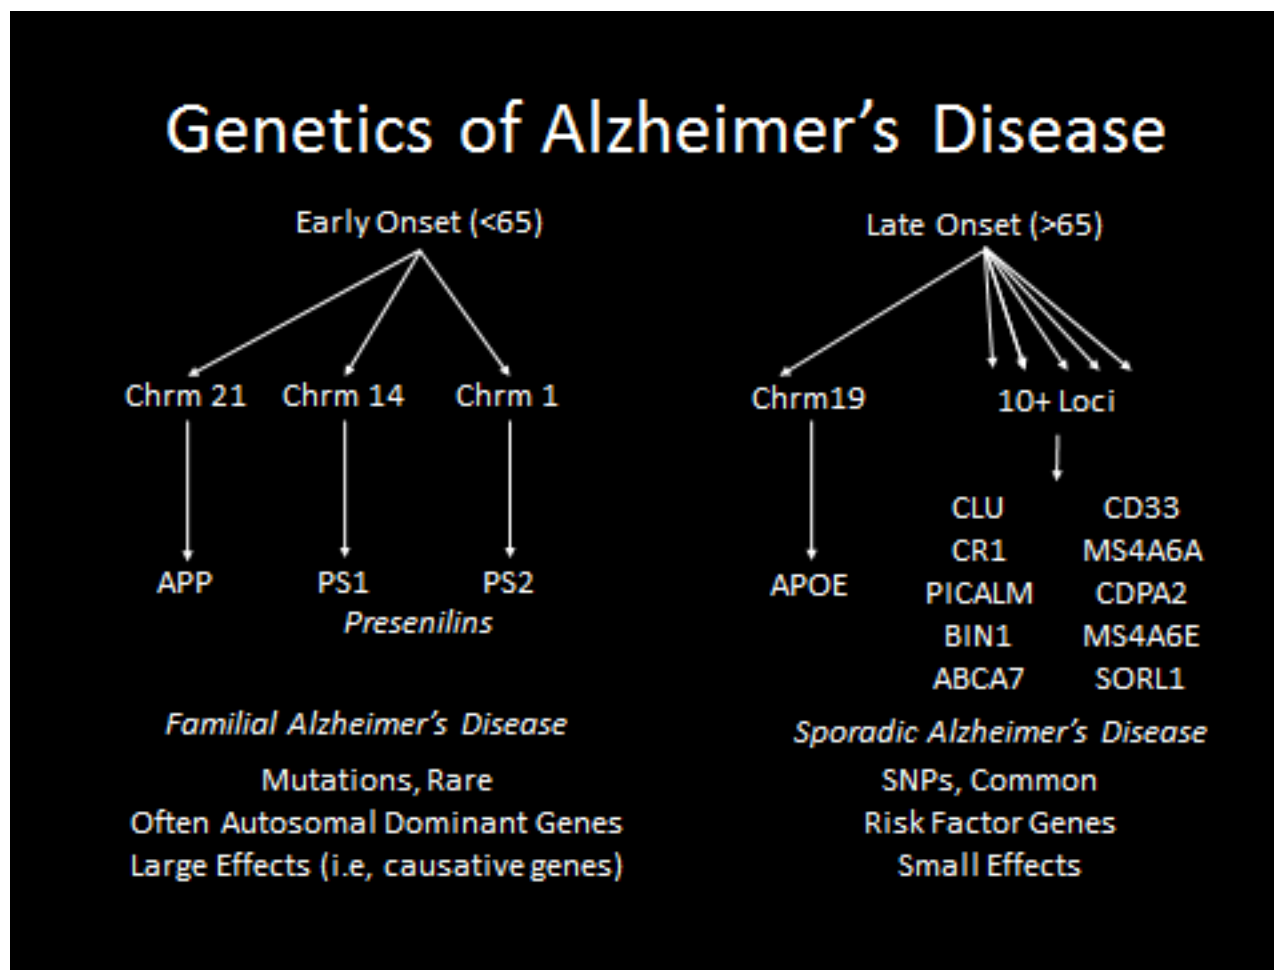 Genetics of Alzheimer's Disease
Early Onset (<65)
Chrm 21 Chrm 14 Chrm 1
APP PS1 PS2
Presenilins
Familial Alzheimer's Disease
Mutations, Rare
Often Autosomal Dominant Genes
Large Effects (i.e, causative genes)
Late Onset (>65)
Chrm19 10+ Loci
APOE
CLU CD33
CR1 MS4A6A
PICALM CDPA2
BIN1 MS4A6E
ABCA7 SORL1
Sporadic Alzheimer's Disease
SNPs, Common
Risk Factor Genes
Small Effects